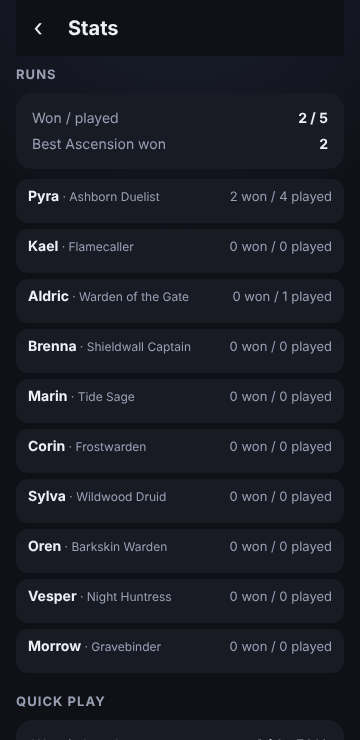 ‹ Stats
RUNS
Won / played 2 / 5
Best Ascension won 2
Pyra · Ashborn Duelist 2 won / 4 played
Kael · Flamecaller 0 won / 0 played
Aldric · Warden of the Gate 0 won / 1 played
Brenna · Shieldwall Captain 0 won / 0 played
Marin · Tide Sage 0 won / 0 played
Corin · Frostwarden 0 won / 0 played
Sylva · Wildwood Druid 0 won / 0 played
Oren · Barkskin Warden 0 won / 0 played
Vesper · Night Huntress 0 won / 0 played
Morrow · Gravebinder 0 won / 0 played
QUICK PLAY